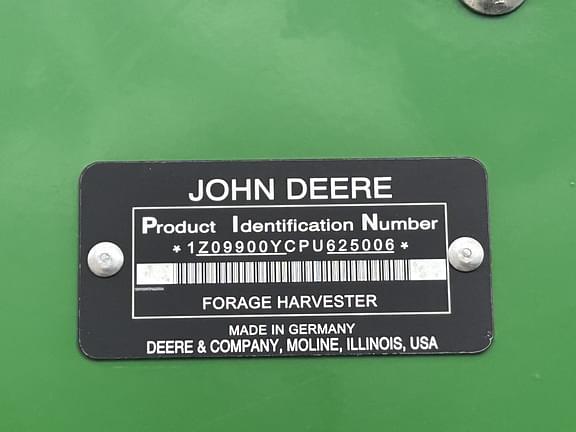 JOHN DEERE
Product Identification Number
*1Z09900YCPU625006*
FORAGE HARVESTER
MADE IN GERMANY
DEERE & COMPANY, MOLINE, ILLINOIS, USA